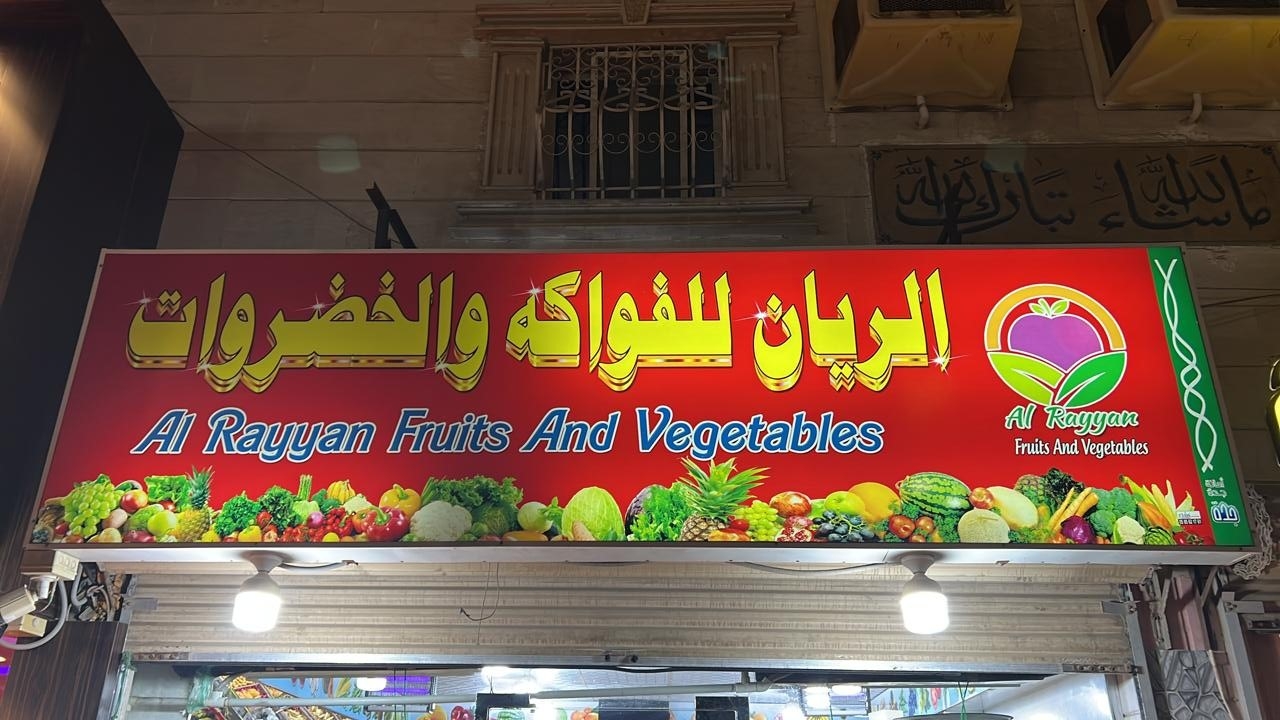 ماشاء الله تبارك الله
الريان للفواكه والخضروات
Al Rayyan Fruits And Vegetables
Al Rayyan
Fruits And Vegetables